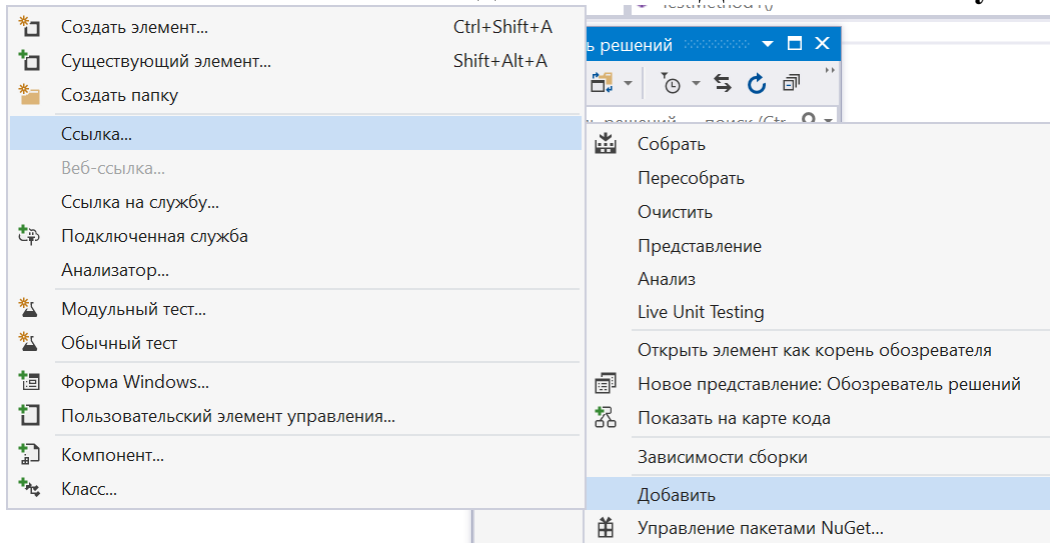 Создать элемент... Ctrl+Shift+A
Существующий элемент... Shift+Alt+A
Создать папку
Ссылка...
Веб-ссылка...
Ссылка на службу...
Подключенная служба
Анализатор...
Модульный тест...
Обычный тест
Форма Windows...
Пользовательский элемент управления...
Компонент...
Класс...
ь решений
Собрать
Пересобрать
Очистить
Представление
Анализ
Live Unit Testing
Открыть элемент как корень обозревателя
Новое представление: Обозреватель решений
Показать на карте кода
Зависимости сборки
Добавить
Управление пакетами NuGet...